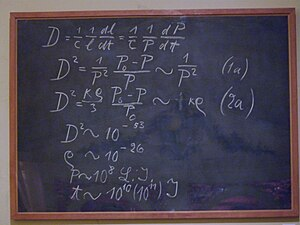 D = 1/c 1/l dl/dt = 1/c 1/P dP/dt
D² = 1/P² P₀-P/P ~ 1/P² (1a)
D² = κϱ/3 P₀-P/P₀ ~ κϱ (2a)
D² ~ 10⁻⁵³
ϱ ~ 10⁻²⁶
P ~ 10⁸ L.J.
t ~ 10¹⁰(10¹¹) J